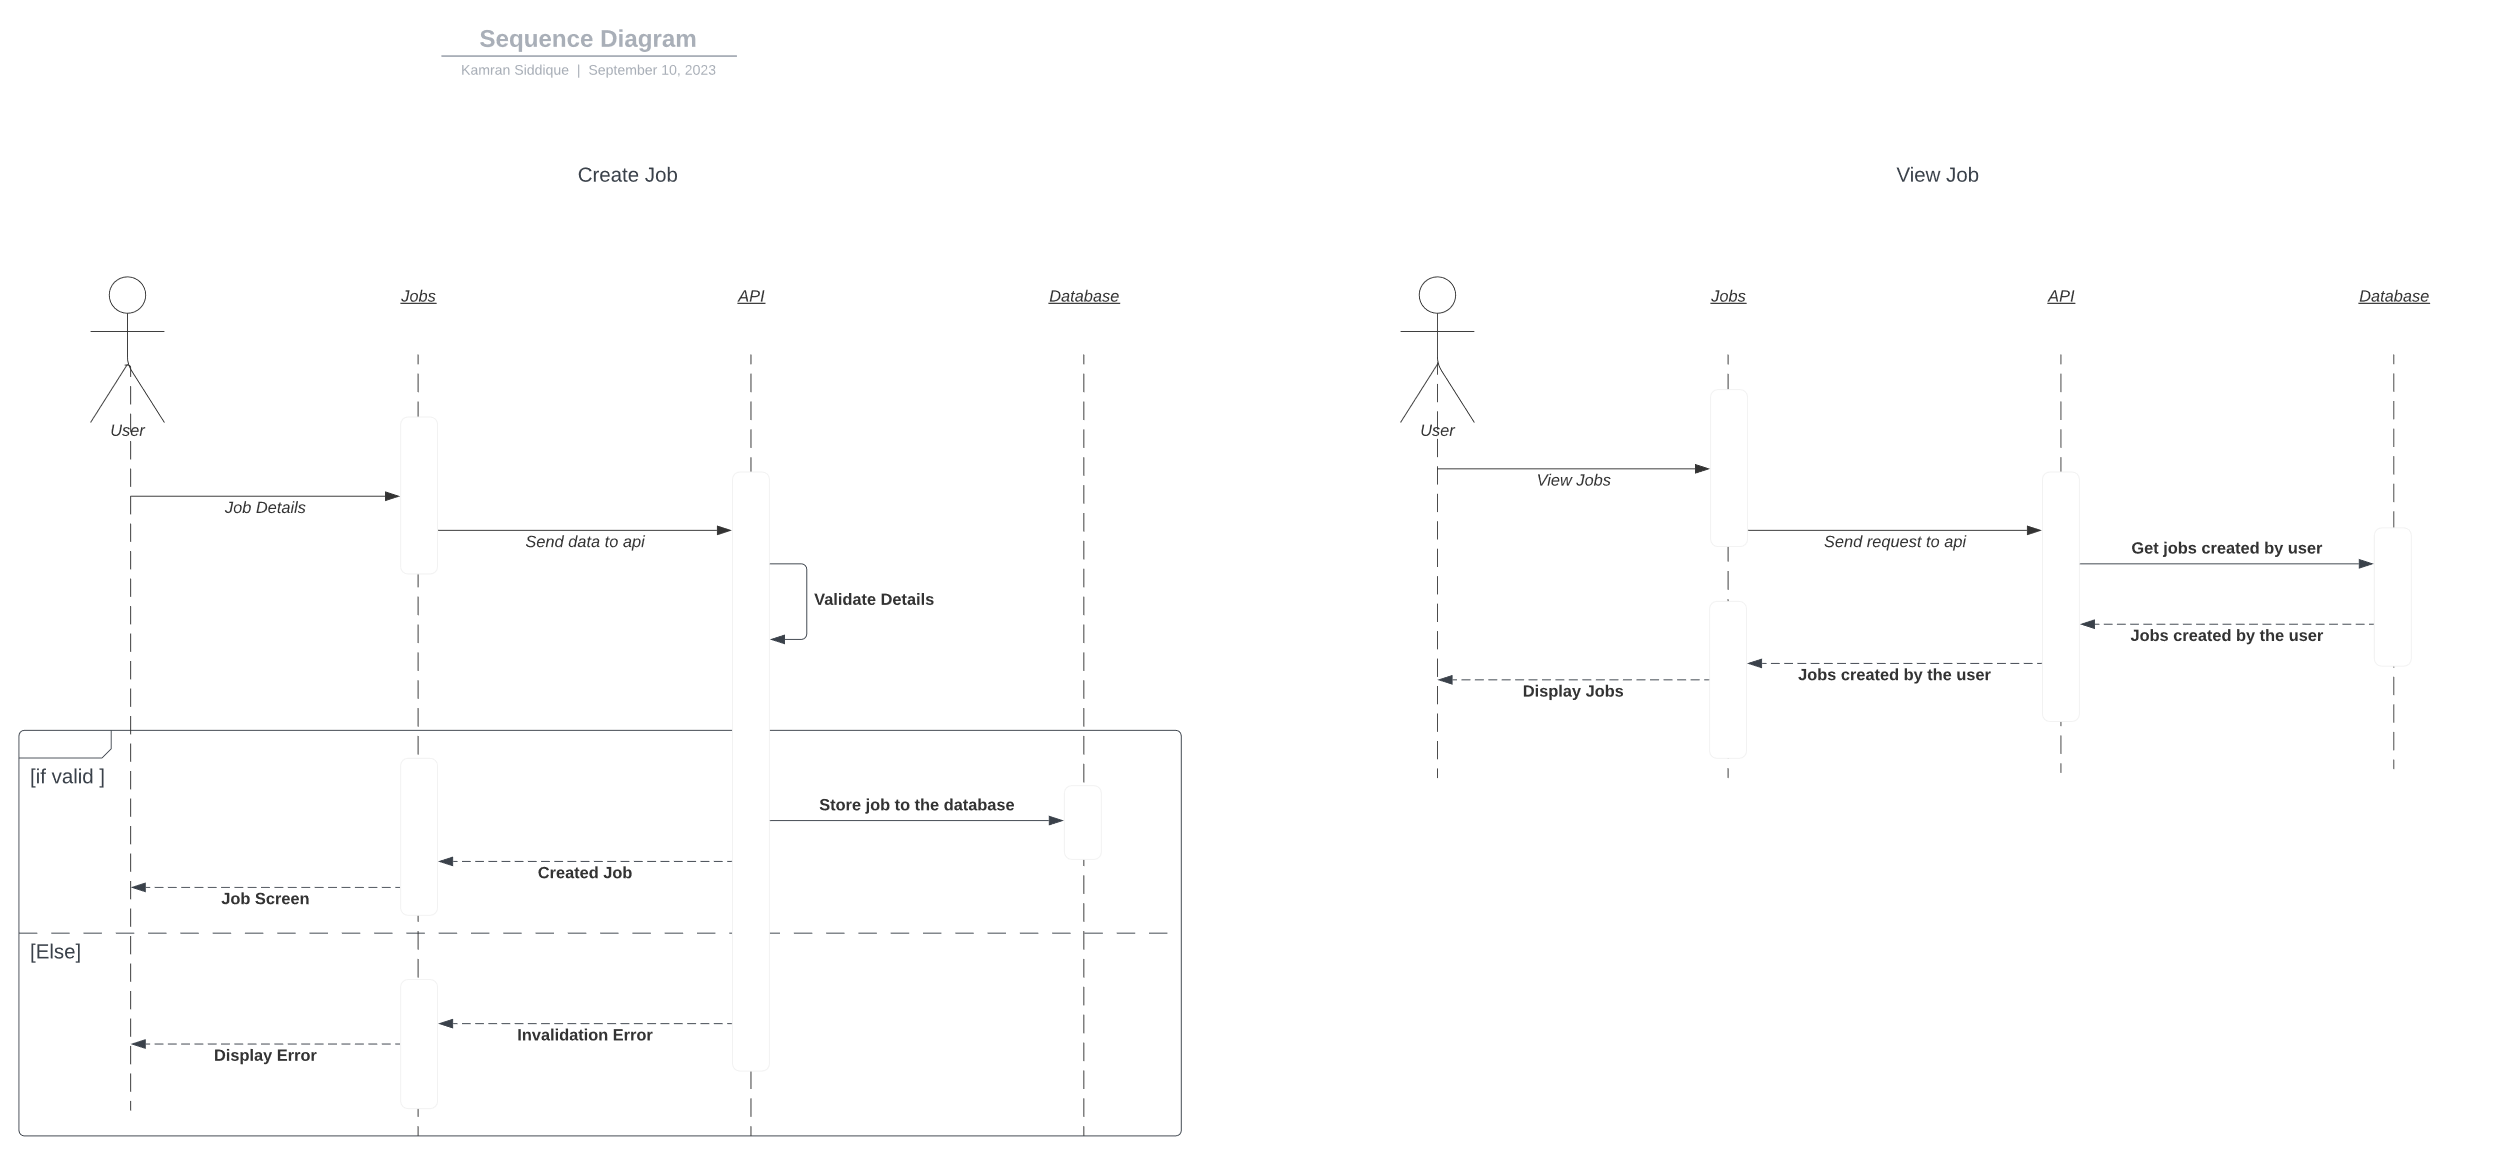 Sequence Diagram
Kamran Siddique | September 10, 2023
Create Job
Jobs
API
Database
User
Job Details
Send data to api
Validate Details
[if valid ]
Store job to the database
Created Job
Job Screen
[Else]
Invalidation Error
Display Error
View Job
Jobs
API
Database
User
View Jobs
Send request to api
Get jobs created by user
Jobs created by the user
Jobs created by the user
Display Jobs